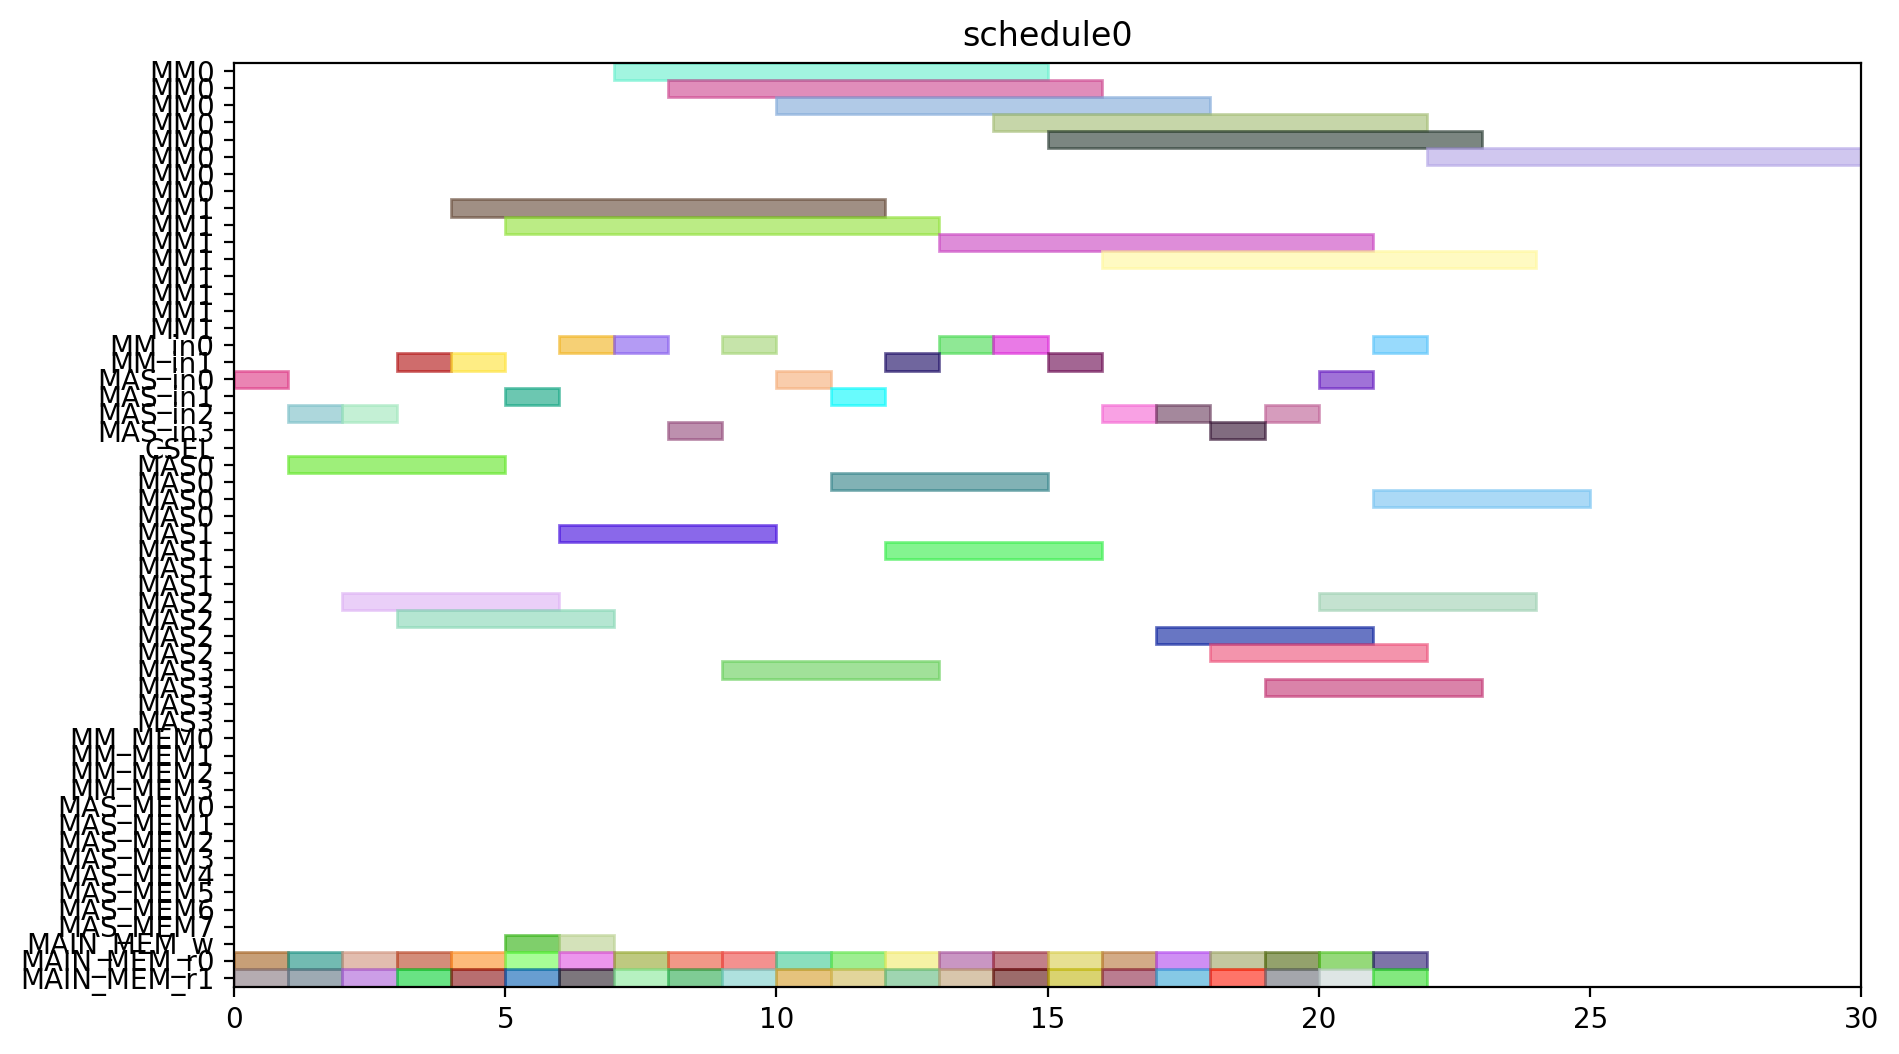 schedule0
MM0
MM0
MM0
MM0
MM0
MM0
MM0
MM0
MM1
MM1
MM1
MM1
MM1
MM1
MM1
MM1
MM_in0
MM_in1
MAS_in0
MAS_in1
MAS_in2
MAS_in3
CSEL
MAS0
MAS0
MAS0
MAS0
MAS1
MAS1
MAS1
MAS1
MAS2
MAS2
MAS2
MAS2
MAS3
MAS3
MAS3
MAS3
MM_MEM0
MM_MEM1
MM_MEM2
MM_MEM3
MAS_MEM0
MAS_MEM1
MAS_MEM2
MAS_MEM3
MAS_MEM4
MAS_MEM5
MAS_MEM6
MAS_MEM7
MAIN_MEM_w
MAIN_MEM_r0
MAIN_MEM_r1
0 5 10 15 20 25 30